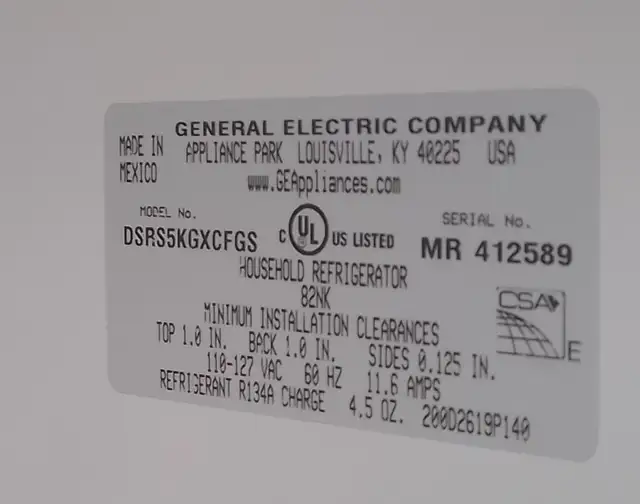 GENERAL ELECTRIC COMPANY
MADE IN MEXICO
APPLIANCE PARK LOUISVILLE, KY 40225 USA
www.GEAppliances.com
MODEL No.
DSRS5KGXCFGS
C UL US LISTED
SERIAL No.
MR 412589
HOUSEHOLD REFRIGERATOR
82NK
MINIMUM INSTALLATION CLEARANCES
TOP 1.0 IN. BACK 1.0 IN. SIDES 0.125 IN.
110-127 VAC 60 HZ 11.6 AMPS
REFRIGERANT R134A CHARGE 4.5 OZ. 200D2619P140
CSA
E